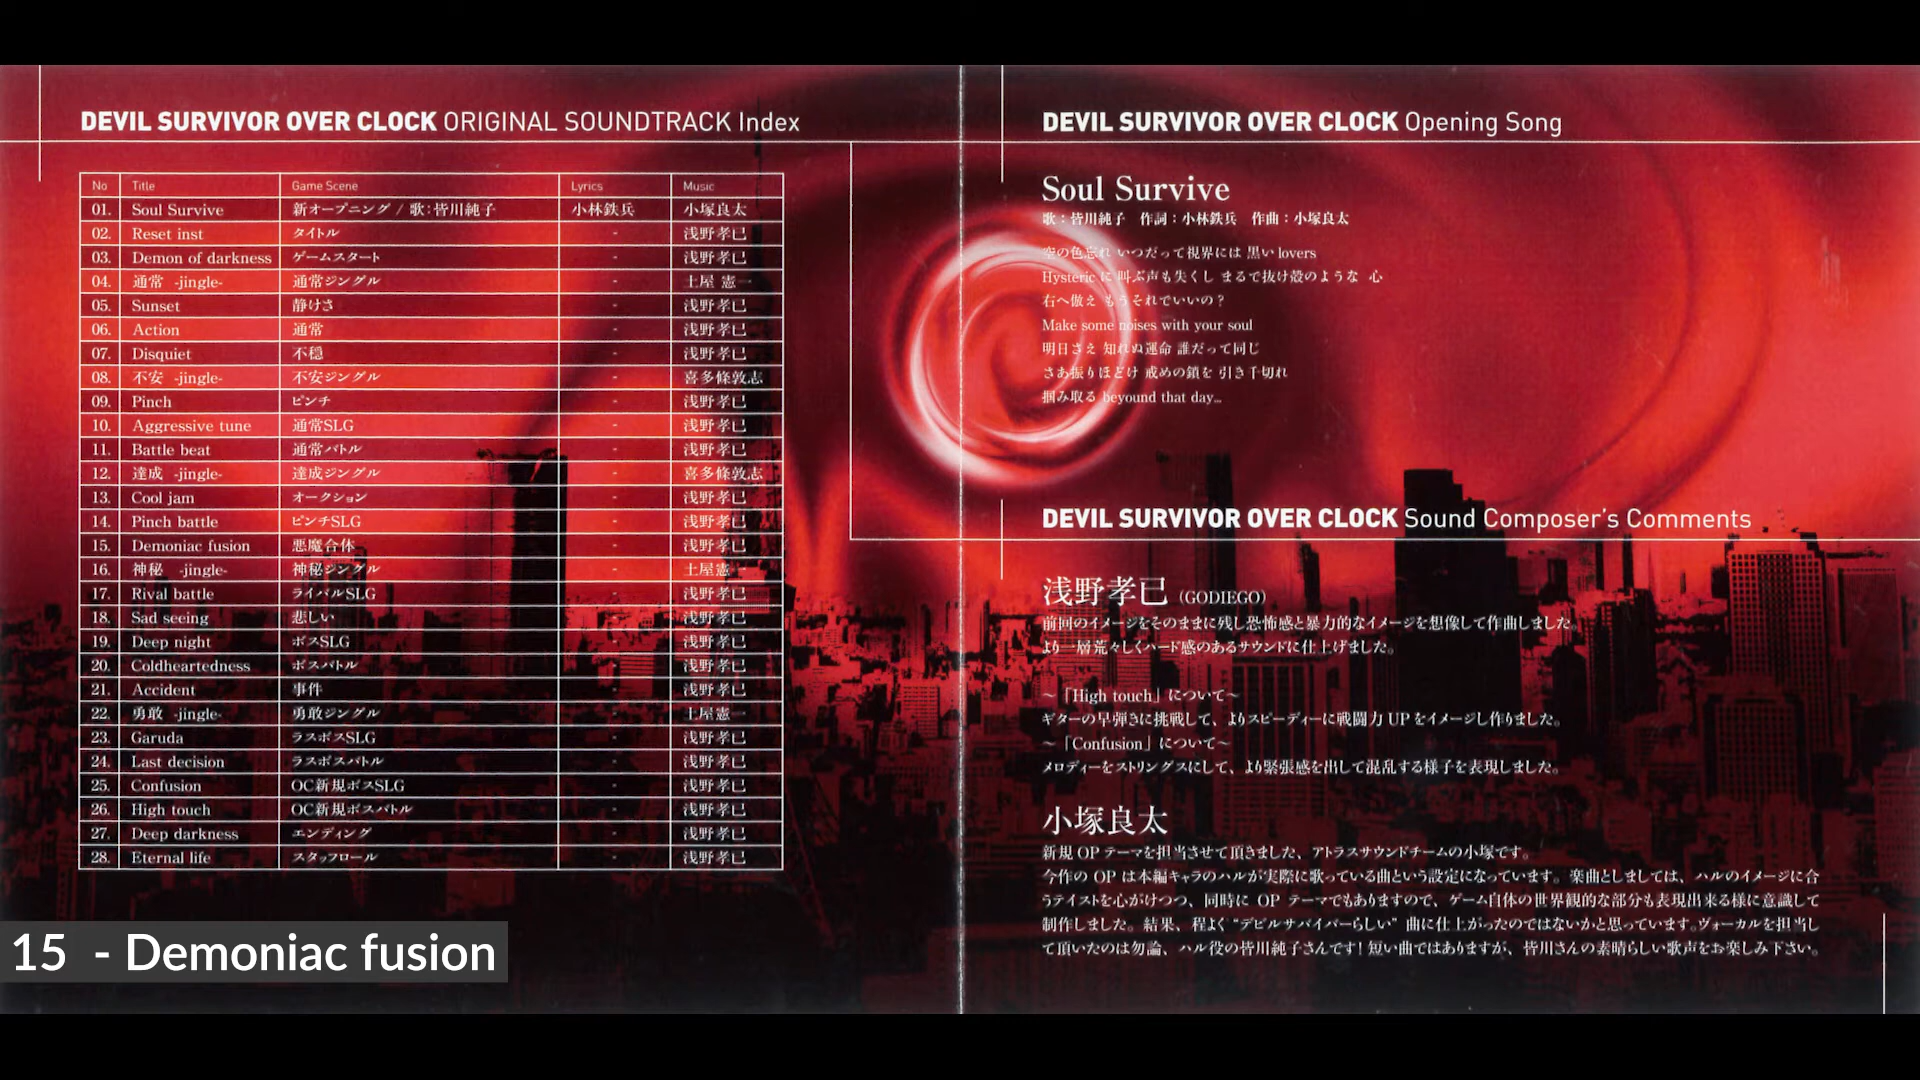 DEVIL SURVIVOR OVER CLOCK ORIGINAL SOUNDTRACK Index
No Title Game Scene Lyrics Music
01. Soul Survive 新オープニング / 歌：皆川純子 小林鉄兵 小塚良太
02. Reset inst タイトル - 浅野孝已
03. Demon of darkness ゲームスタート - 浅野孝已
04. 通常 -jingle- 通常ジングル - 土屋 憲一
05. Sunset 静けさ - 浅野孝已
06. Action 通常 - 浅野孝已
07. Disquiet 不穏 - 浅野孝已
08. 不安 -jingle- 不安ジングル - 喜多條敦志
09. Pinch ピンチ - 浅野孝已
10. Aggressive tune 通常SLG - 浅野孝已
11. Battle beat 通常バトル - 浅野孝已
12. 達成 -jingle- 達成ジングル - 喜多條敦志
13. Cool jam オークション - 浅野孝已
14. Pinch battle ピンチSLG - 浅野孝已
15. Demoniac fusion 悪魔合体 - 浅野孝已
16. 神秘 -jingle- 神秘ジングル - 土屋憲一
17. Rival battle ライバルSLG - 浅野孝已
18. Sad seeing 悲しい - 浅野孝已
19. Deep night ボスSLG - 浅野孝已
20. Coldheartedness ボスバトル - 浅野孝已
21. Accident 事件 - 浅野孝已
22. 勇敢 -jingle- 勇敢ジングル - 土屋憲一
23. Garuda ラスボスSLG - 浅野孝已
24. Last decision ラスボスバトル - 浅野孝已
25. Confusion OC新規ボスSLG - 浅野孝已
26. High touch OC新規ボスバトル - 浅野孝已
27. Deep darkness エンディング - 浅野孝已
28. Eternal life スタッフロール - 浅野孝已
15 - Demoniac fusion
DEVIL SURVIVOR OVER CLOCK Opening Song
Soul Survive
歌：皆川純子 作詞：小林鉄兵 作曲：小塚良太
空の色忘れ いつだって視界には 黒い lovers
Hysteric に 叫ぶ声も失くし まるで抜け殻のような 心
右へ倣え もうそれでいいの？
Make some noises with your soul
明日さえ 知れぬ運命 誰だって同じ
さあ振りほどけ 戒めの鎖を 引き千切れ
掴み取る beyound that day...
DEVIL SURVIVOR OVER CLOCK Sound Composer's Comments
浅野孝已 (GODIEGO)
前回のイメージをそのままに残し恐怖感と暴力的なイメージを想像して作曲しました。
より一層荒々しくハード感のあるサウンドに仕上げました。
～「High touch」について～
ギターの早弾きに挑戦して、よりスピーディーに戦闘力 UP をイメージし作りました。
～「Confusion」について～
メロディーをストリングスにして、より緊張感を出して混乱する様子を表現しました。
小塚良太
新規 OP テーマを担当させて頂きました、アトラスサウンドチームの小塚です。
今作の OP は本編キャラのハルが実際に歌っている曲という設定になっています。楽曲としましては、ハルのイメージに合
うテイストを心がけつつ、同時に OP テーマでもありますので、ゲーム自体の世界観的な部分も表現出来る様に意識して
制作しました。結果、程よく “デビルサバイバーらしい” 曲に仕上がったのではないかと思っています。ヴォーカルを担当し
て頂いたのは勿論、ハル役の皆川純子さんです！短い曲ではありますが、皆川さんの素晴らしい歌声をお楽しみ下さい。